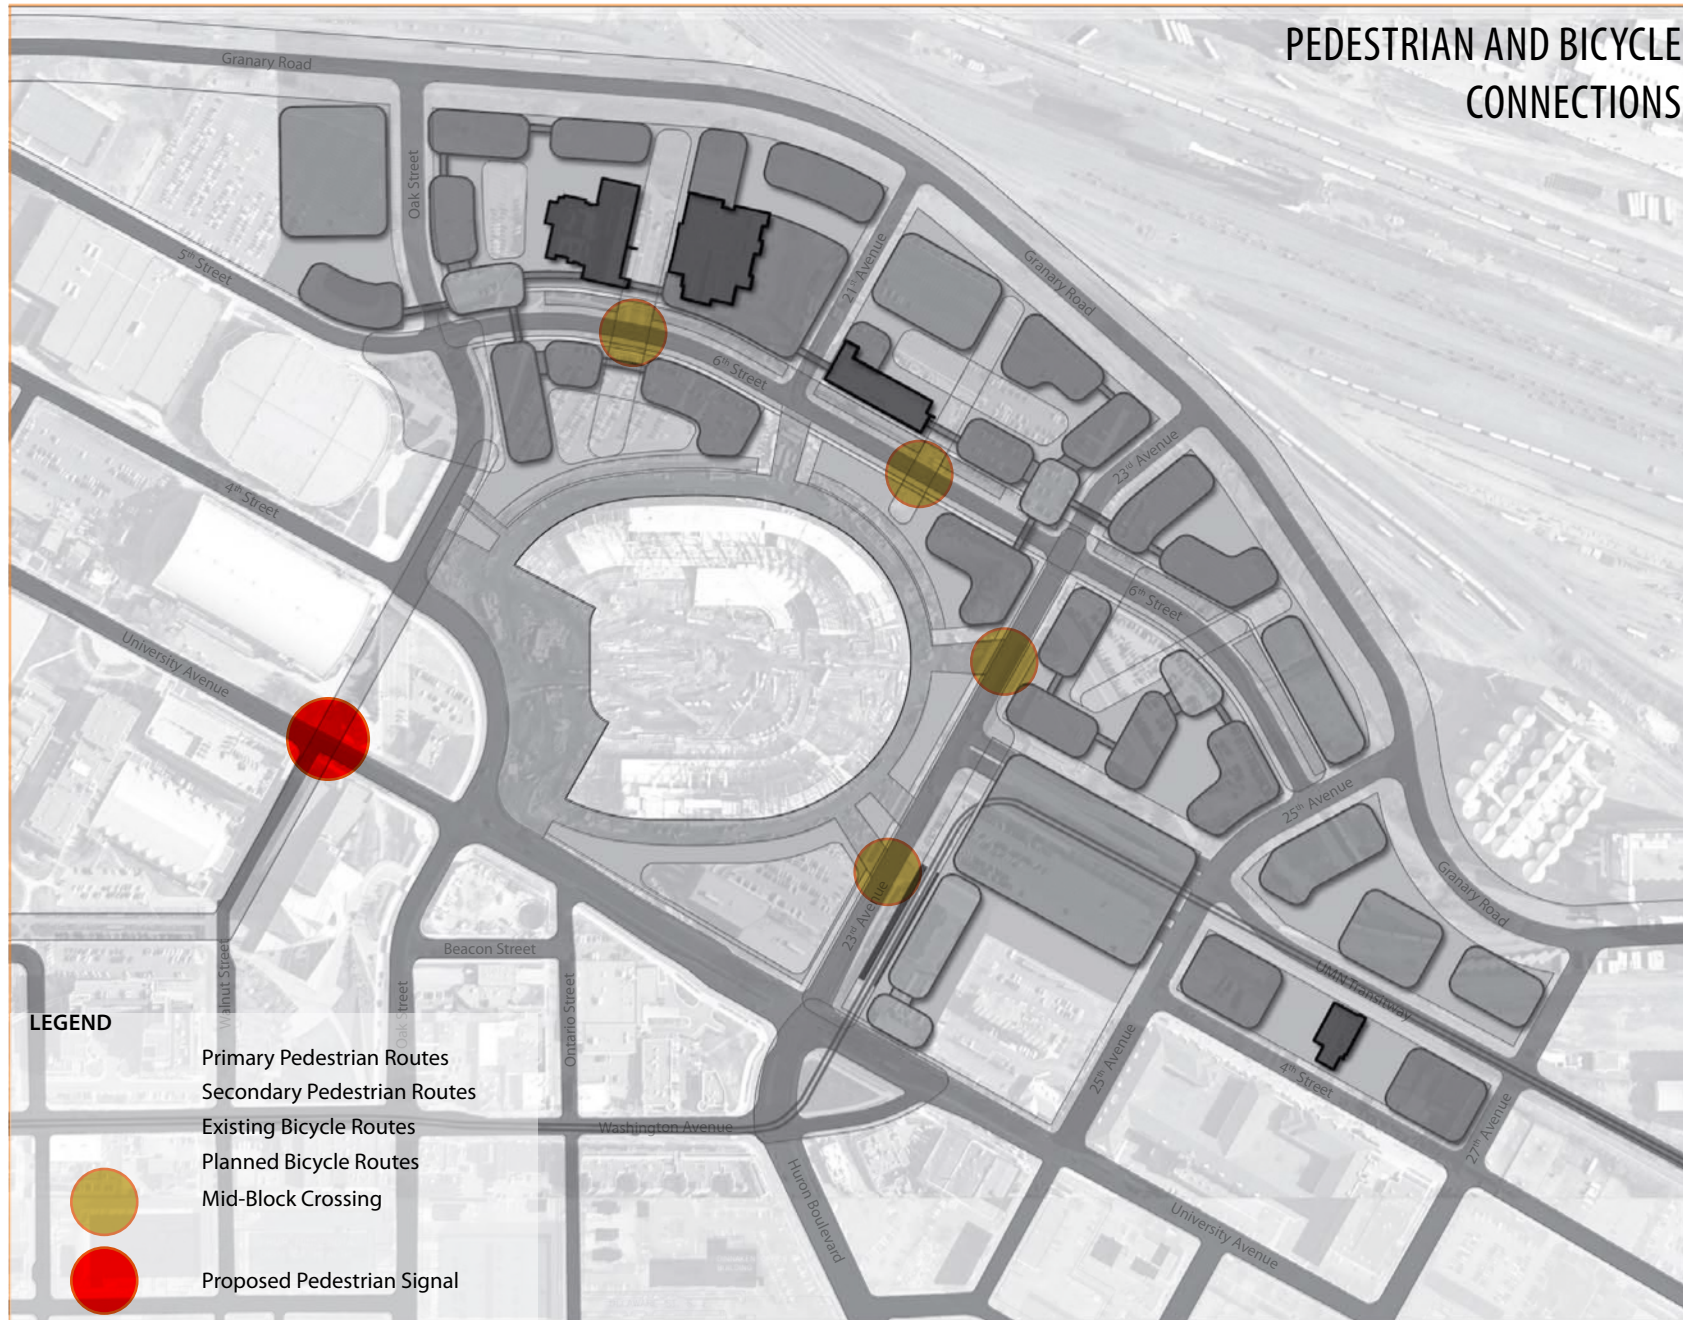 PEDESTRIAN AND BICYCLE
CONNECTIONS
Granary Road
Oak Street
5th Street
21st Avenue
Granary Road
6th Street
23rd Avenue
4th Street
6th Street
University Avenue
25th Avenue
Granary Road
23rd Avenue
Beacon Street
Walnut Street
Oak Street
Ontario Street
UMN Transitway
25th Avenue
4th Street
27th Avenue
Washington Avenue
Huron Boulevard
University Avenue
LEGEND
Primary Pedestrian Routes
Secondary Pedestrian Routes
Existing Bicycle Routes
Planned Bicycle Routes
Mid-Block Crossing
Proposed Pedestrian Signal